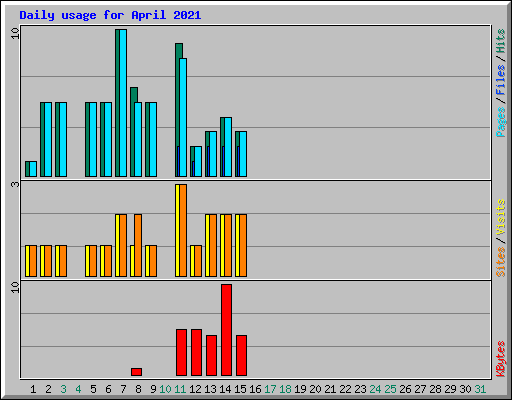 Daily usage for April 2021
10
Pages/Files/Hits
3
Sites/Visits
10
KBytes
1 2 3 4 5 6 7 8 9 10 11 12 13 14 15 16 17 18 19 20 21 22 23 24 25 26 27 28 29 30 31